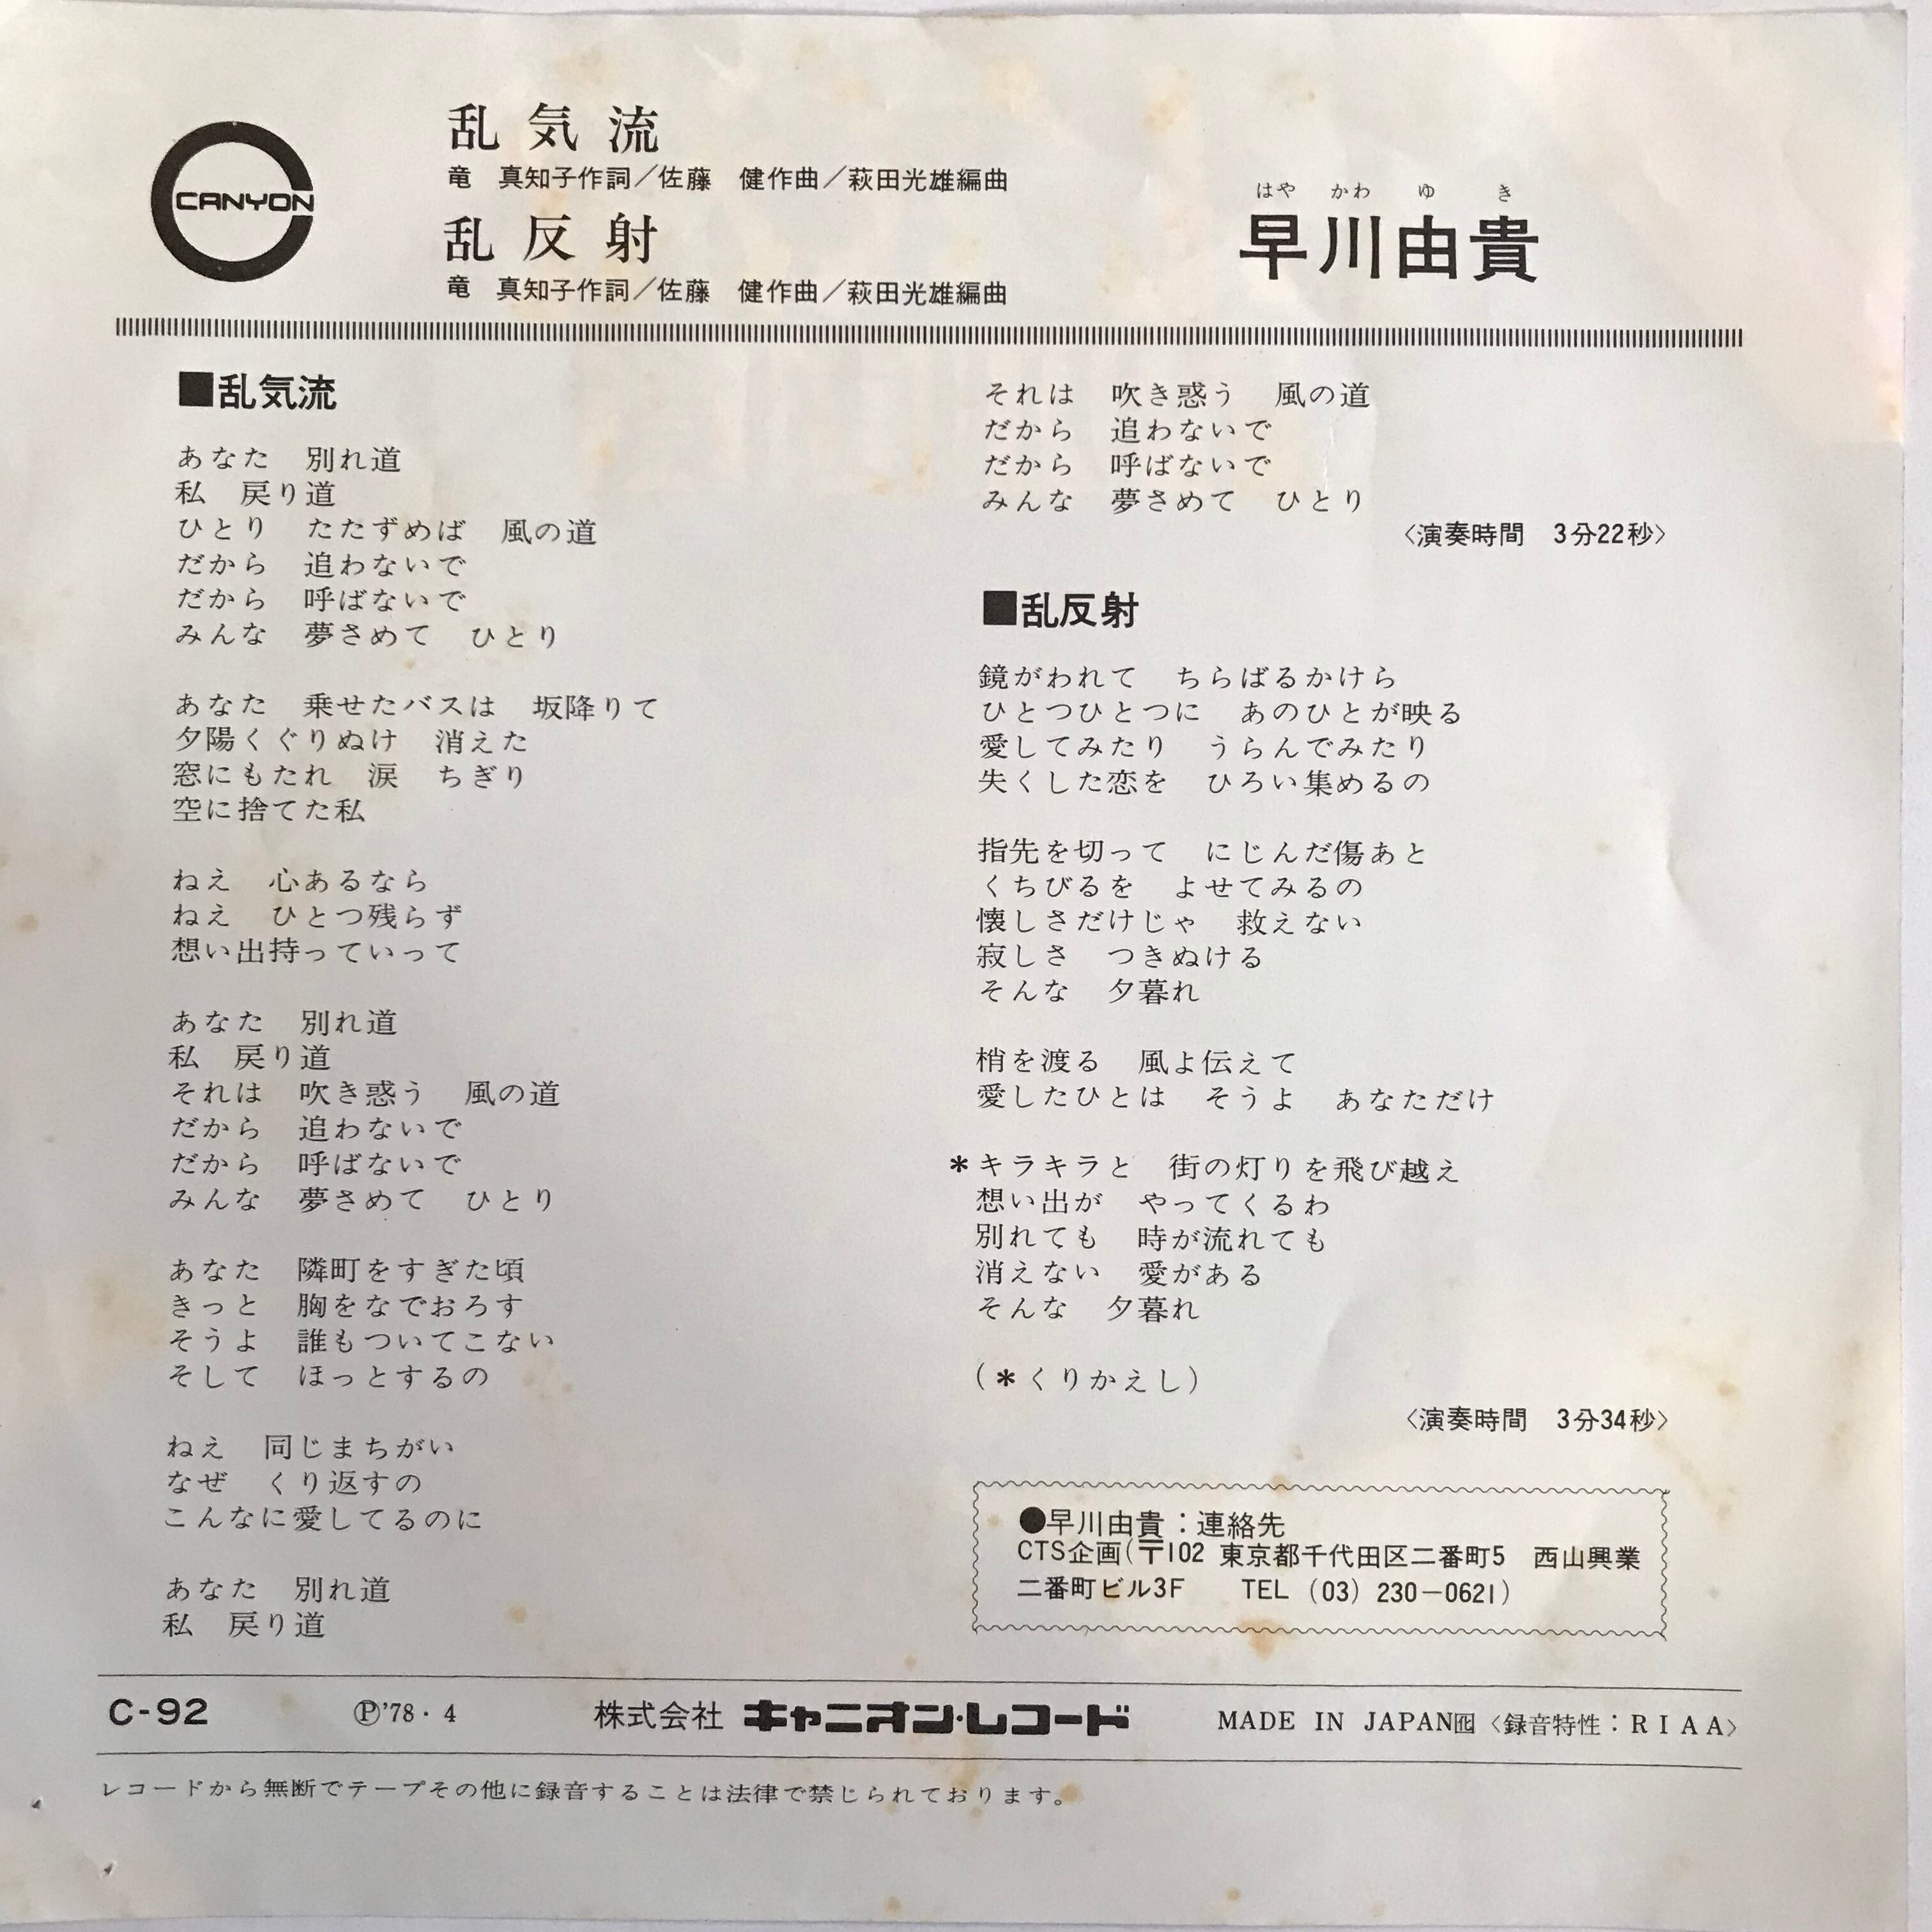 CANYON
乱気流
竜　真知子作詞／佐藤　健作曲／萩田光雄編曲
乱反射
竜　真知子作詞／佐藤　健作曲／萩田光雄編曲
はや かわ ゆ き
早川由貴
■乱気流
あなた　別れ道
私　戻り道
ひとり　たたずめば　風の道
だから　追わないで
だから　呼ばないで
みんな　夢さめて　ひとり
あなた　乗せたバスは　坂降りて
夕陽くぐりぬけ　消えた
窓にもたれ　涙　ちぎり
空に捨てた私
ねえ　心あるなら
ねえ　ひとつ残らず
想い出持っていって
あなた　別れ道
私　戻り道
それは　吹き惑う　風の道
だから　追わないで
だから　呼ばないで
みんな　夢さめて　ひとり
あなた　隣町をすぎた頃
きっと　胸をなでおろす
そうよ　誰もついてこない
そして　ほっとするの
ねえ　同じまちがい
なぜ　くり返すの
こんなに愛してるのに
あなた　別れ道
私　戻り道
それは　吹き惑う　風の道
だから　追わないで
だから　呼ばないで
みんな　夢さめて　ひとり
〈演奏時間　3分22秒〉
■乱反射
鏡がわれて　ちらばるかけら
ひとつひとつに　あのひとが映る
愛してみたり　うらんでみたり
失くした恋を　ひろい集めるの
指先を切って　にじんだ傷あと
くちびるを　よせてみるの
懐しさだけじゃ　救えない
寂しさ　つきぬける
そんな　夕暮れ
梢を渡る　風よ伝えて
愛したひとは　そうよ　あなただけ
＊キラキラと　街の灯りを飛び越え
想い出が　やってくるわ
別れても　時が流れても
消えない　愛がある
そんな　夕暮れ
（＊くりかえし）
〈演奏時間　3分34秒〉
●早川由貴：連絡先
CTS企画（〒102 東京都千代田区二番町5　西山興業
二番町ビル3F　TEL（03）230－0621）
C-92　Ⓟ'78・4　株式会社 キャニオン・レコード　MADE IN JAPAN 〈録音特性：RIAA〉
レコードから無断でテープその他に録音することは法律で禁じられております。